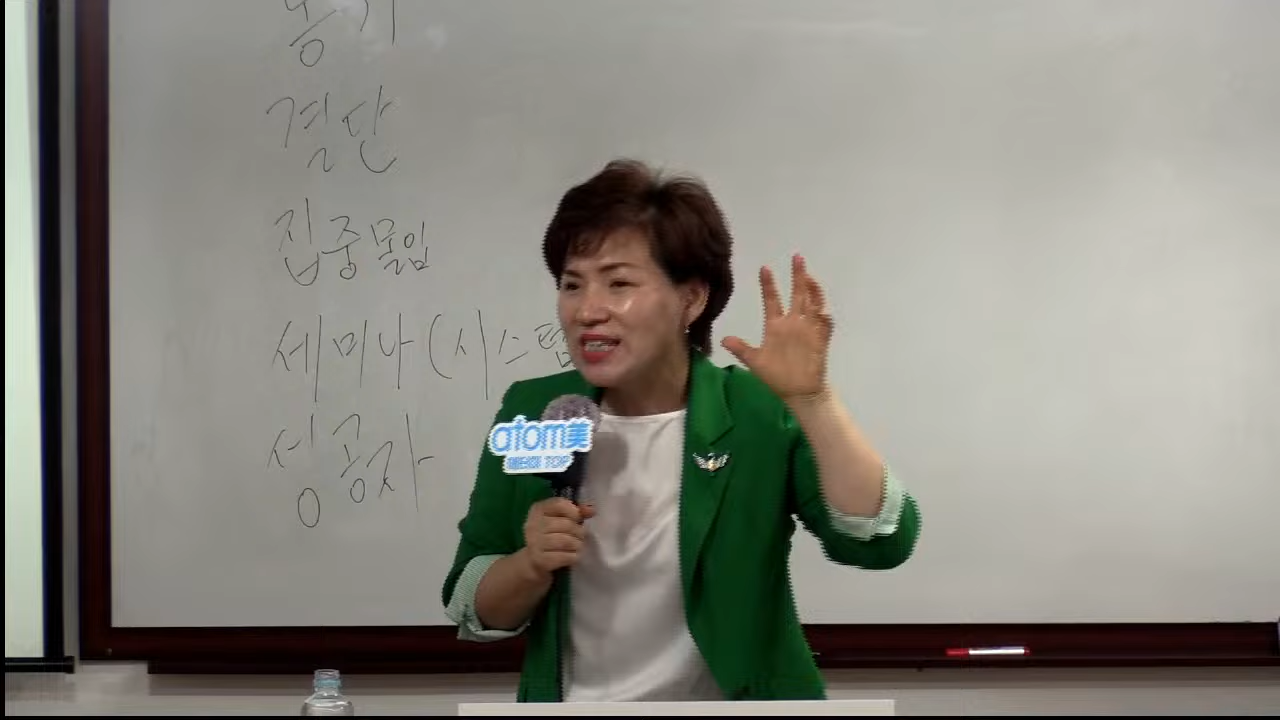 결단
집중몰입
세미나(시스템
성공자
atom美